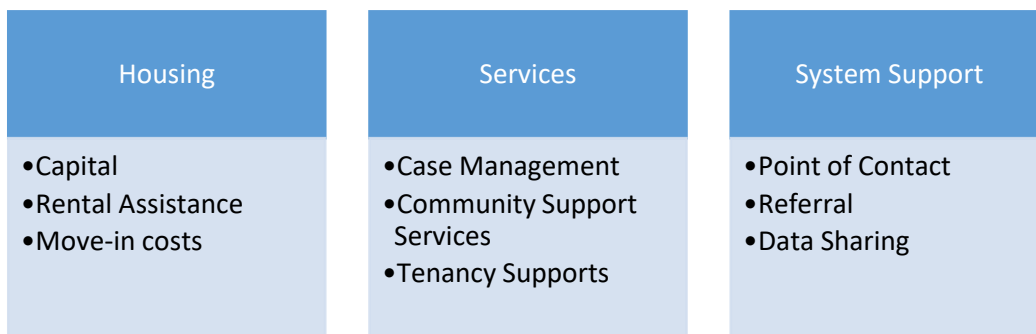 Housing
•Capital
•Rental Assistance
•Move-in costs
Services
•Case Management
•Community Support
Services
•Tenancy Supports
System Support
•Point of Contact
•Referral
•Data Sharing